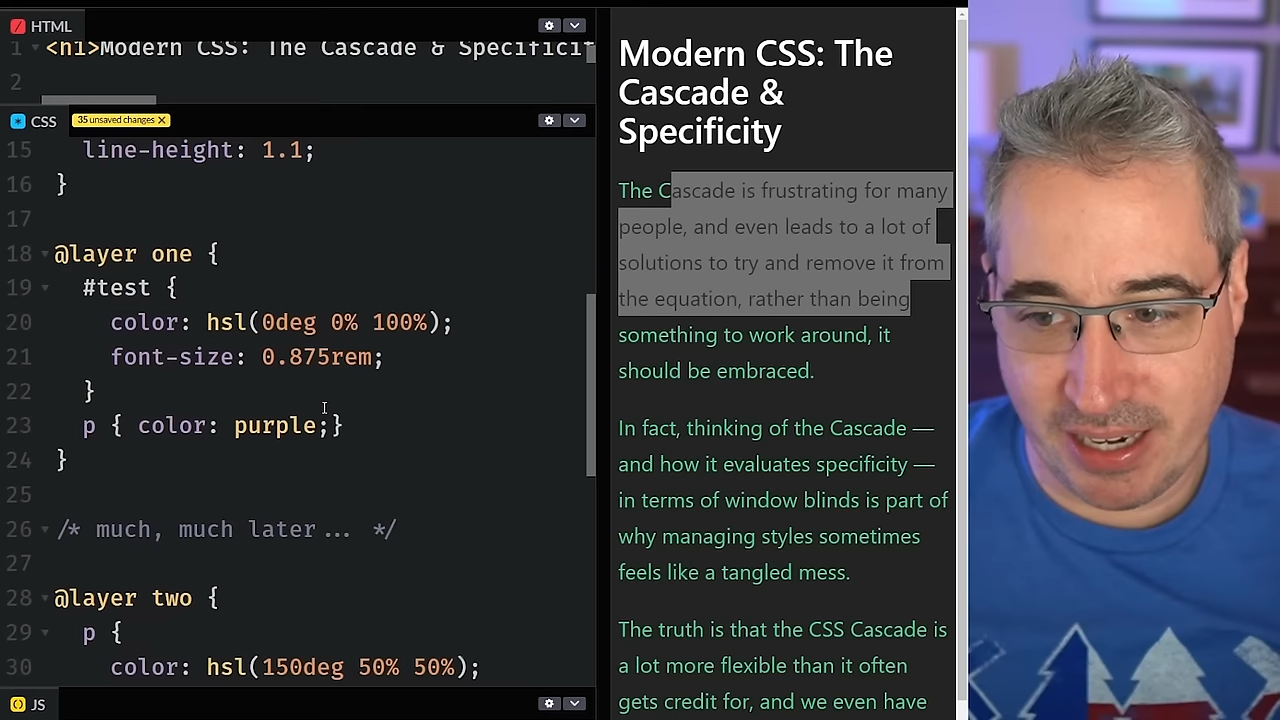 HTML
1 <h1>Modern CSS: The Cascade & Specificit
2
CSS 35 unsaved changes X
15 line-height: 1.1;
16 }
17
18 @layer one {
19 #test {
20 color: hsl(0deg 0% 100%);
21 font-size: 0.875rem;
22 }
23 p { color: purple;}
24 }
25
26 /* much, much later... */
27
28 @layer two {
29 p {
30 color: hsl(150deg 50% 50%);
JS
Modern CSS: The
Cascade &
Specificity
The Cascade is frustrating for many
people, and even leads to a lot of
solutions to try and remove it from
the equation, rather than being
something to work around, it
should be embraced.
In fact, thinking of the Cascade —
and how it evaluates specificity —
in terms of window blinds is part of
why managing styles sometimes
feels like a tangled mess.
The truth is that the CSS Cascade is
a lot more flexible than it often
gets credit for, and we even have